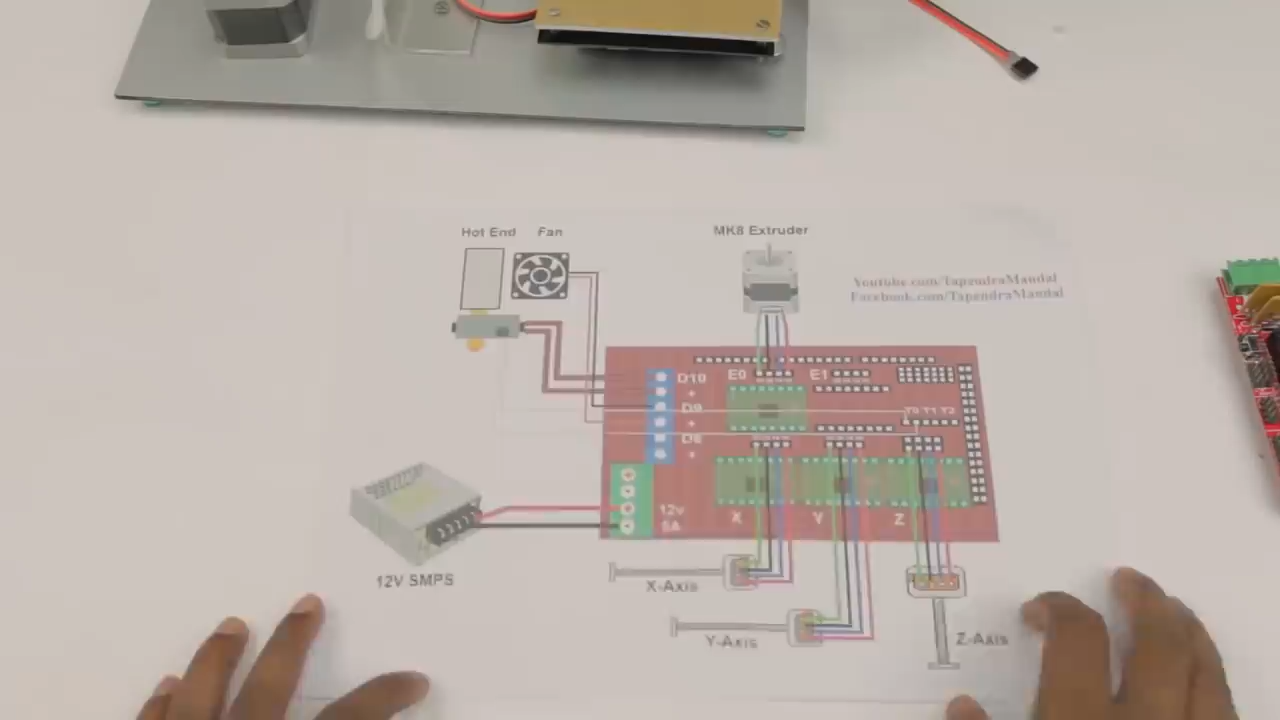 Hot End Fan
MK8 Extruder
Youtube.com/TapendraMandal
Facebook.com/TapendraMandal
D10
+
D9
+
D8
+
E0
E1
T0 T1 T2
12v
5A
X
Y
Z
12V SMPS
X-Axis
Y-Axis
Z-Axis